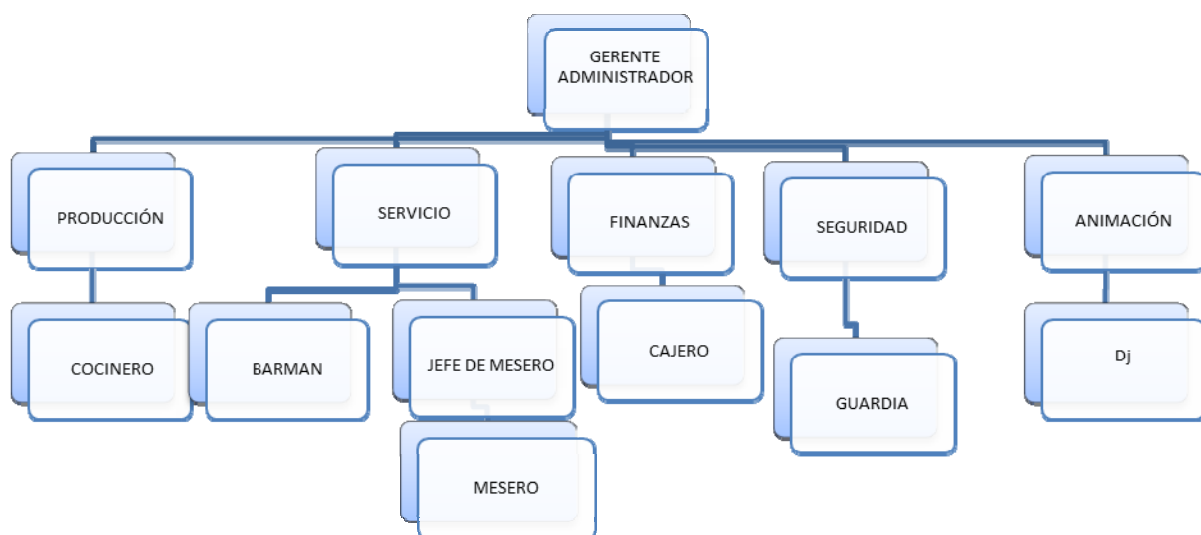 GERENTE
ADMINISTRADOR
PRODUCCIÓN
SERVICIO
FINANZAS
SEGURIDAD
ANIMACIÓN
COCINERO
BARMAN
JEFE DE MESERO
CAJERO
GUARDIA
Dj
MESERO